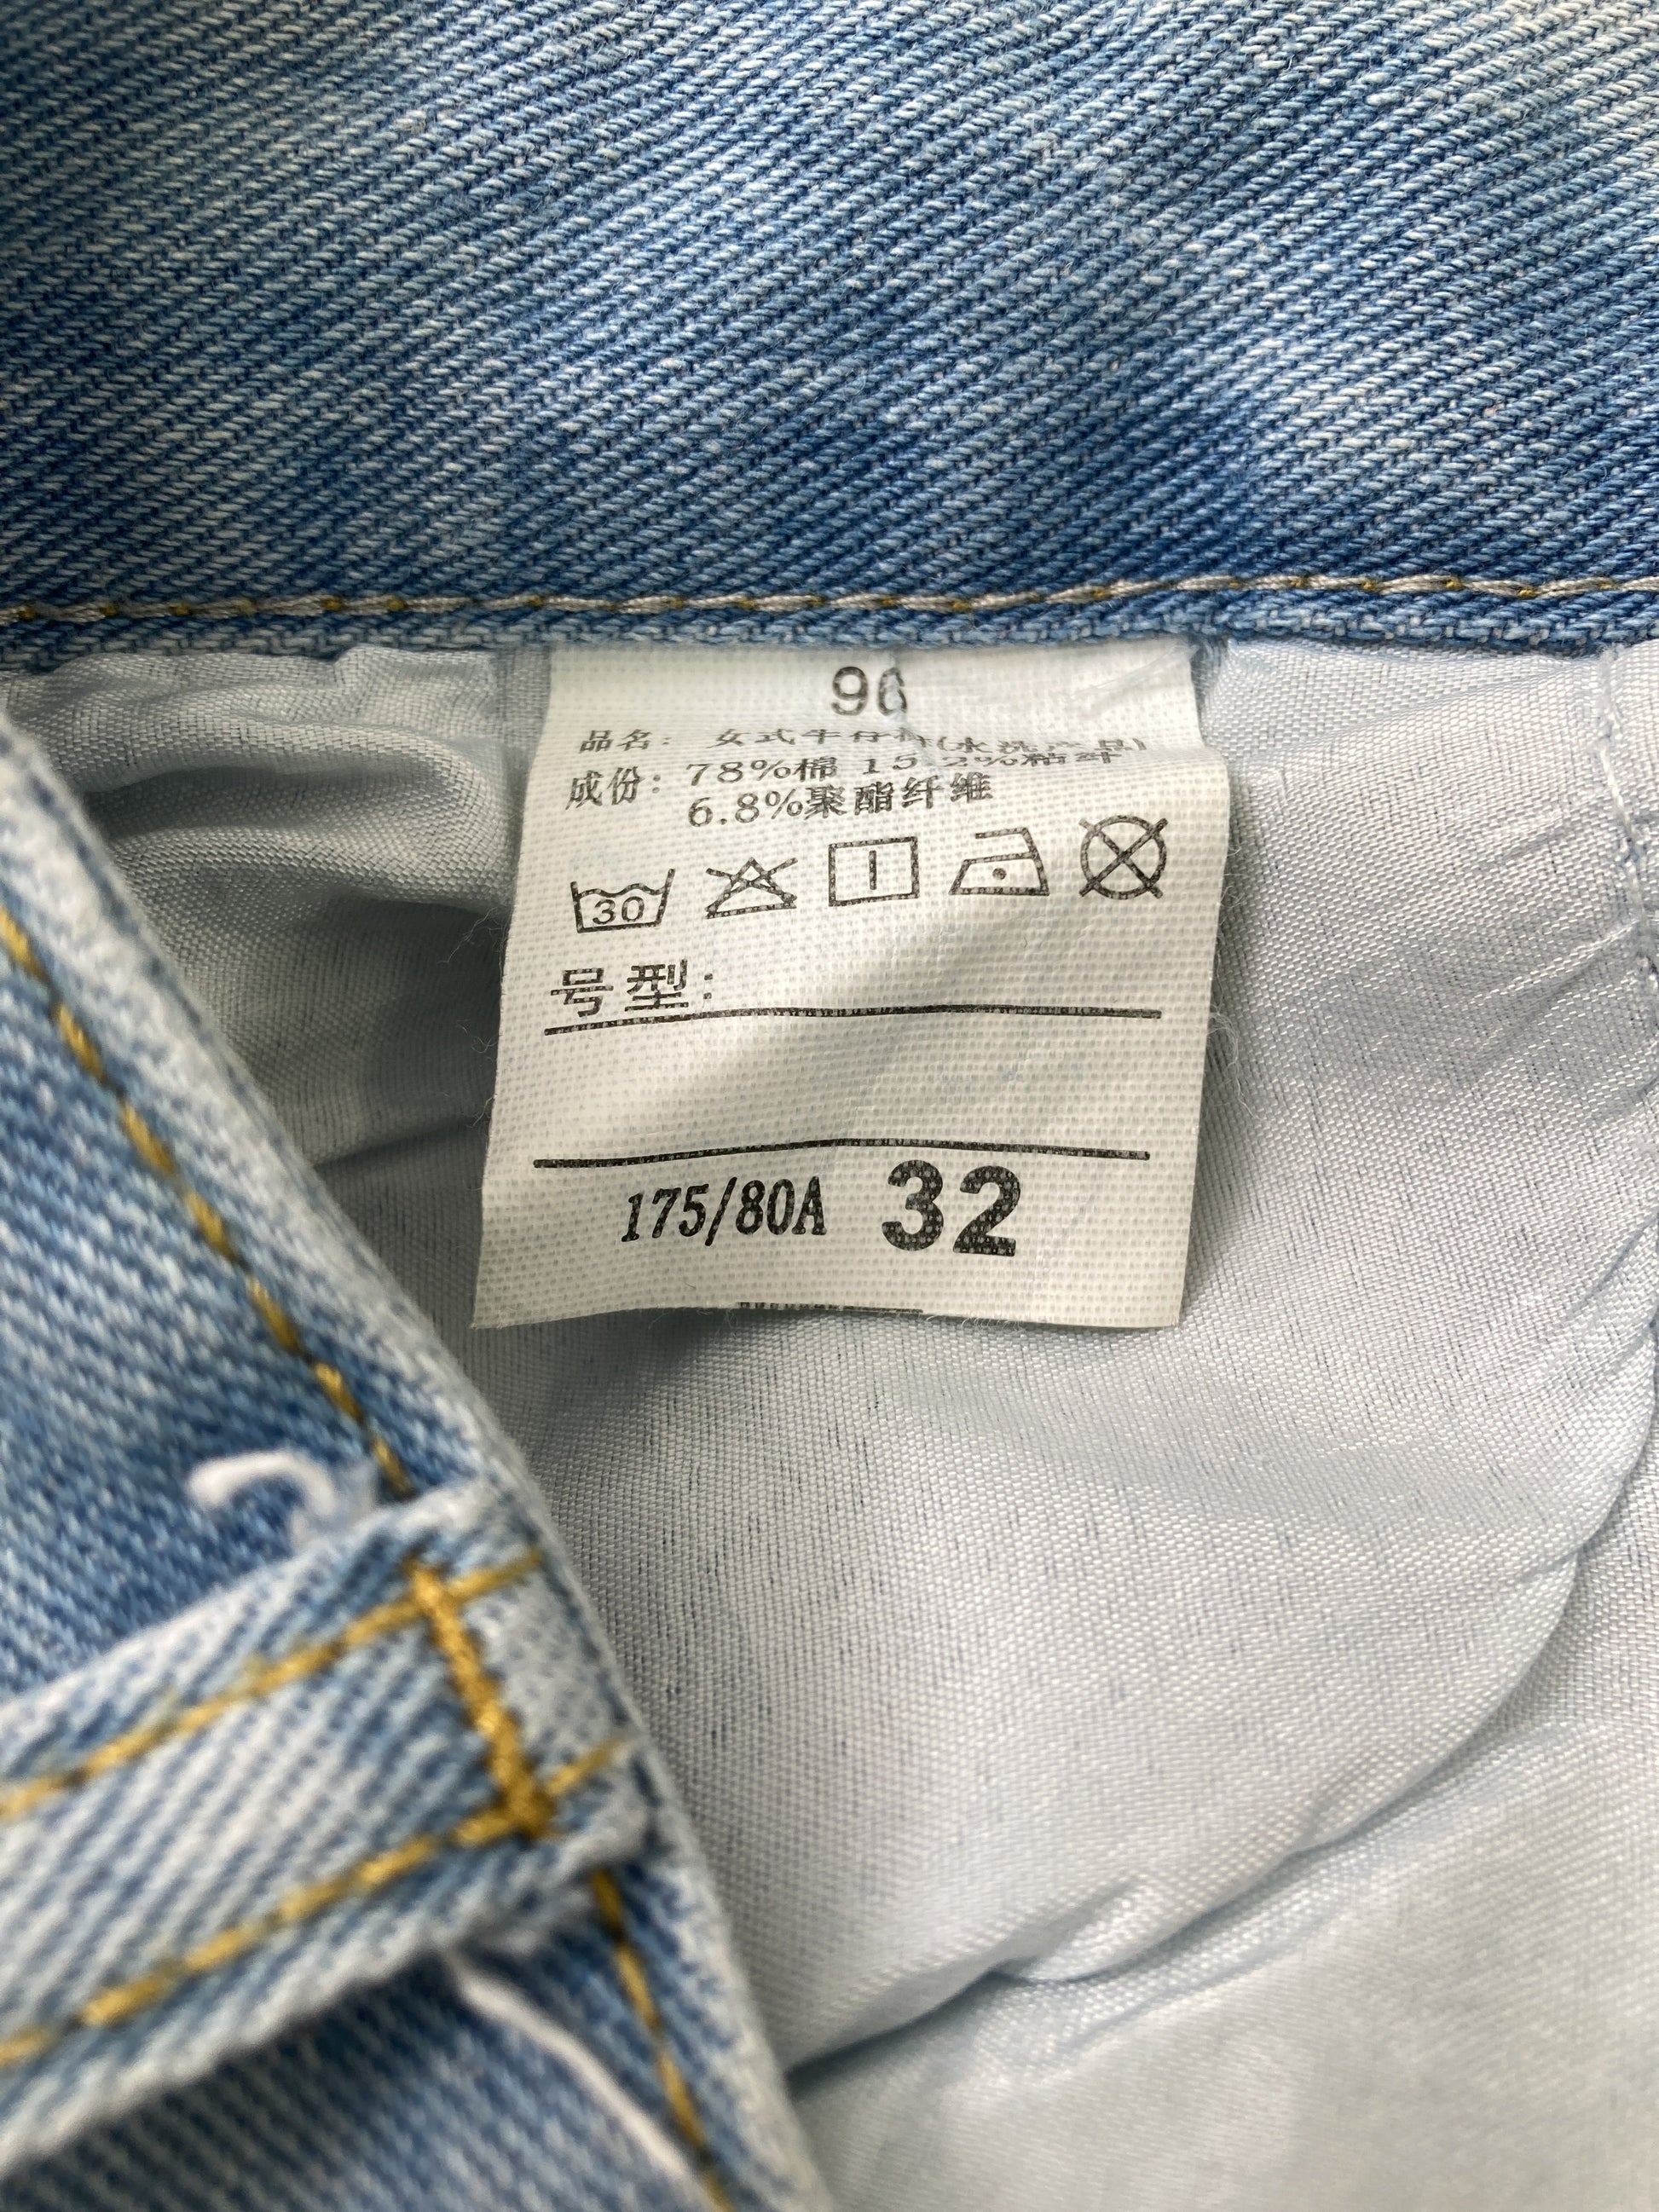 96
品名: 女式牛仔裤(水洗产品)
成份: 78%棉 15.2%粘纤
6.8%聚酯纤维
30
号型:
175/80A 32